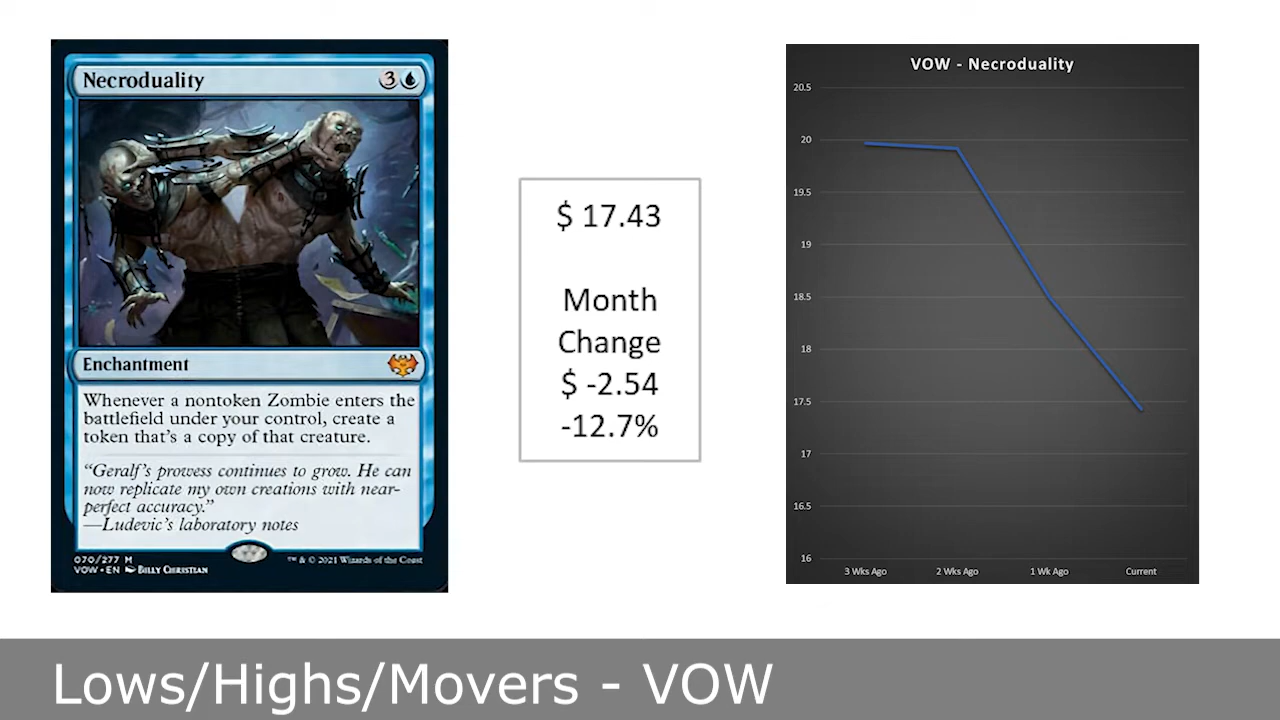 Necroduality 3
Enchantment
Whenever a nontoken Zombie enters the
battlefield under your control, create a
token that's a copy of that creature.
“Geralf's prowess continues to grow. He can
now replicate my own creations with near-
perfect accuracy.”
—Ludevic's laboratory notes
070/277 M
VOW • EN BILLY CHRISTIAN
™ & © 2021 Wizards of the Coast
$ 17.43
Month
Change
$ -2.54
-12.7%
VOW - Necroduality
20.5
20
19.5
19
18.5
18
17.5
17
16.5
16
3 Wks Ago 2 Wks Ago 1 Wk Ago Current
Lows/Highs/Movers - VOW